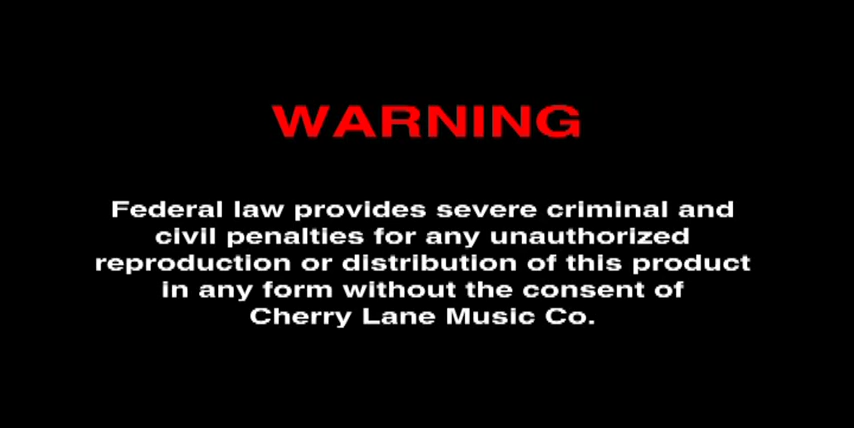 WARNING
Federal law provides severe criminal and
civil penalties for any unauthorized
reproduction or distribution of this product
in any form without the consent of
Cherry Lane Music Co.